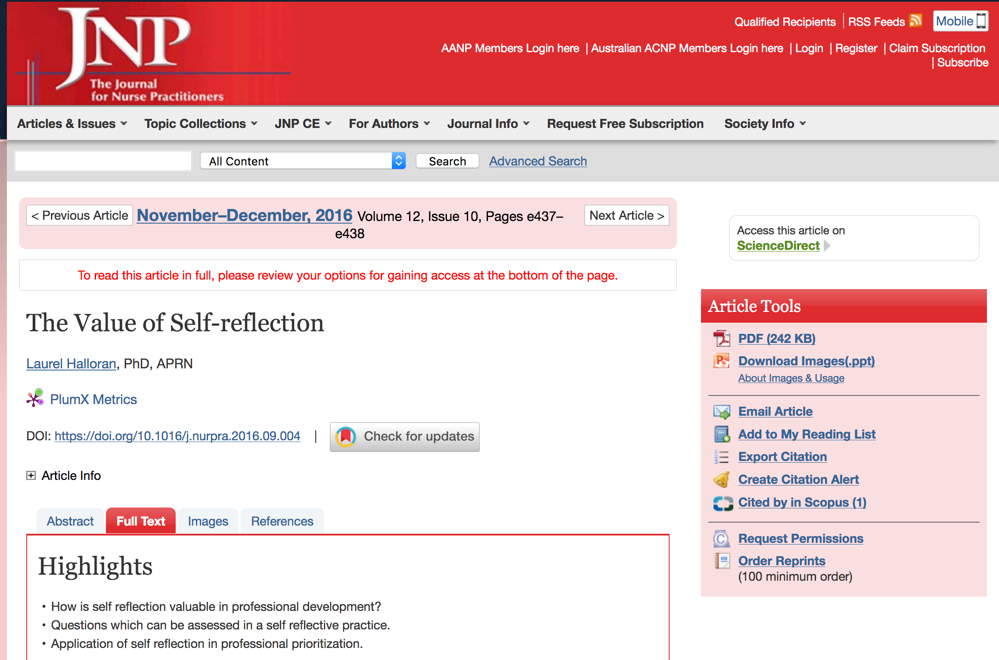 JNP
The Journal
for Nurse Practitioners
Qualified Recipients | RSS Feeds
Mobile
AANP Members Login here | Australian ACNP Members Login here | Login | Register | Claim Subscription
| Subscribe
Articles & Issues
Topic Collections
JNP CE
For Authors
Journal Info
Request Free Subscription
Society Info
All Content
Search
Advanced Search
< Previous Article
November–December, 2016 Volume 12, Issue 10, Pages e437–
e438
Next Article >
To read this article in full, please review your options for gaining access at the bottom of the page.
The Value of Self-reflection
Laurel Halloran, PhD, APRN
PlumX Metrics
DOI: https://doi.org/10.1016/j.nurpra.2016.09.004 |
Check for updates
Article Info
Abstract
Full Text
Images
References
Highlights
• How is self reflection valuable in professional development?
• Questions which can be assessed in a self reflective practice.
• Application of self reflection in professional prioritization.
Access this article on
ScienceDirect
Article Tools
PDF (242 KB)
Download Images(.ppt)
About Images & Usage
Email Article
Add to My Reading List
Export Citation
Create Citation Alert
Cited by in Scopus (1)
Request Permissions
Order Reprints
(100 minimum order)